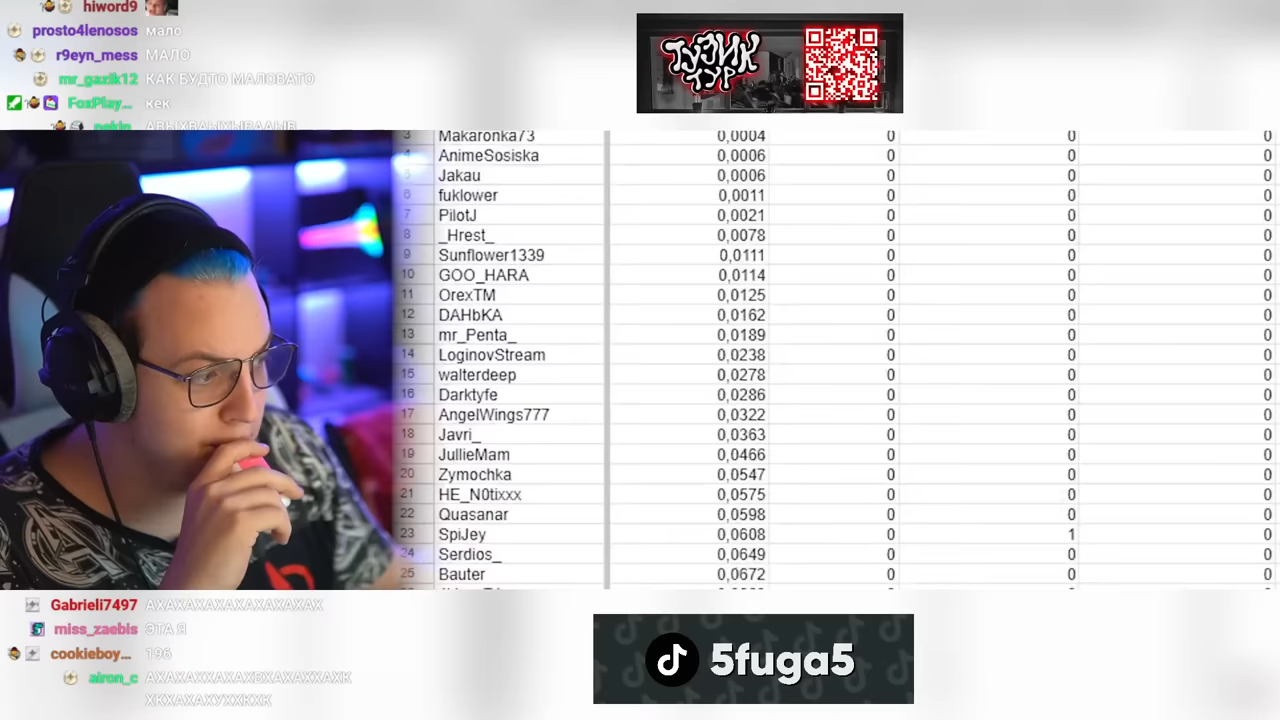 hiword9
prosto4lenosos мало
r9eyn_mess МАЛО
mr_gazik12 КАК БУДТО МАЛОВАТО
FoxPlay... кек
ТУЗИК
ТУР
3 Makaronka73 0,0004 0 0 0
4 AnimeSosiska 0,0006 0 0 0
5 Jakau 0,0006 0 0 0
6 fuklower 0,0011 0 0 0
7 PilotJ 0,0021 0 0 0
8 _Hrest_ 0,0078 0 0 0
9 Sunflower1339 0,0111 0 0 0
10 GOO_HARA 0,0114 0 0 0
11 OrexTM 0,0125 0 0 0
12 DAHbKA 0,0162 0 0 0
13 mr_Penta_ 0,0189 0 0 0
14 LoginovStream 0,0238 0 0 0
15 walterdeep 0,0278 0 0 0
16 Darktyfe 0,0286 0 0 0
17 AngelWings777 0,0322 0 0 0
18 Javri_ 0,0363 0 0 0
19 JullieMam 0,0466 0 0 0
20 Zymochka 0,0547 0 0 0
21 HE_N0tixxx 0,0575 0 0 0
22 Quasanar 0,0598 0 0 0
23 SpiJey 0,0608 0 1 0
24 Serdios_ 0,0649 0 0 0
25 Bauter 0,0672 0 0 0
Gabrieli7497 АХАХАХАХАХАХАХАХАХ
miss_zaebis ЭТА Я
cookieboy... 196
airon_c АХАХАХХАХАХВХАХАХХАХК
ХКХАХАХУХХКХК
5fuga5